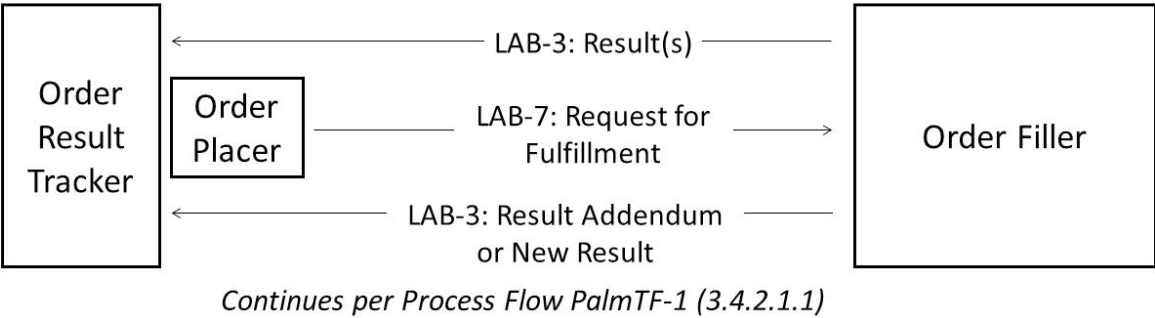 LAB-3: Result(s)
Order
Result
Tracker
Order
Placer
LAB-7: Request for
Fulfillment
Order Filler
LAB-3: Result Addendum
or New Result
Continues per Process Flow PalmTF-1 (3.4.2.1.1)